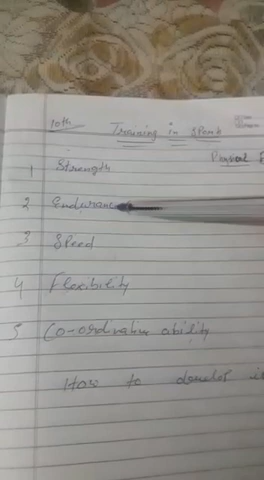 10th
Training in Sports
Physical
1 Strength
2 Endurance
3 Speed
4 Flexibility
5 Co-ordinative ability
How to develop